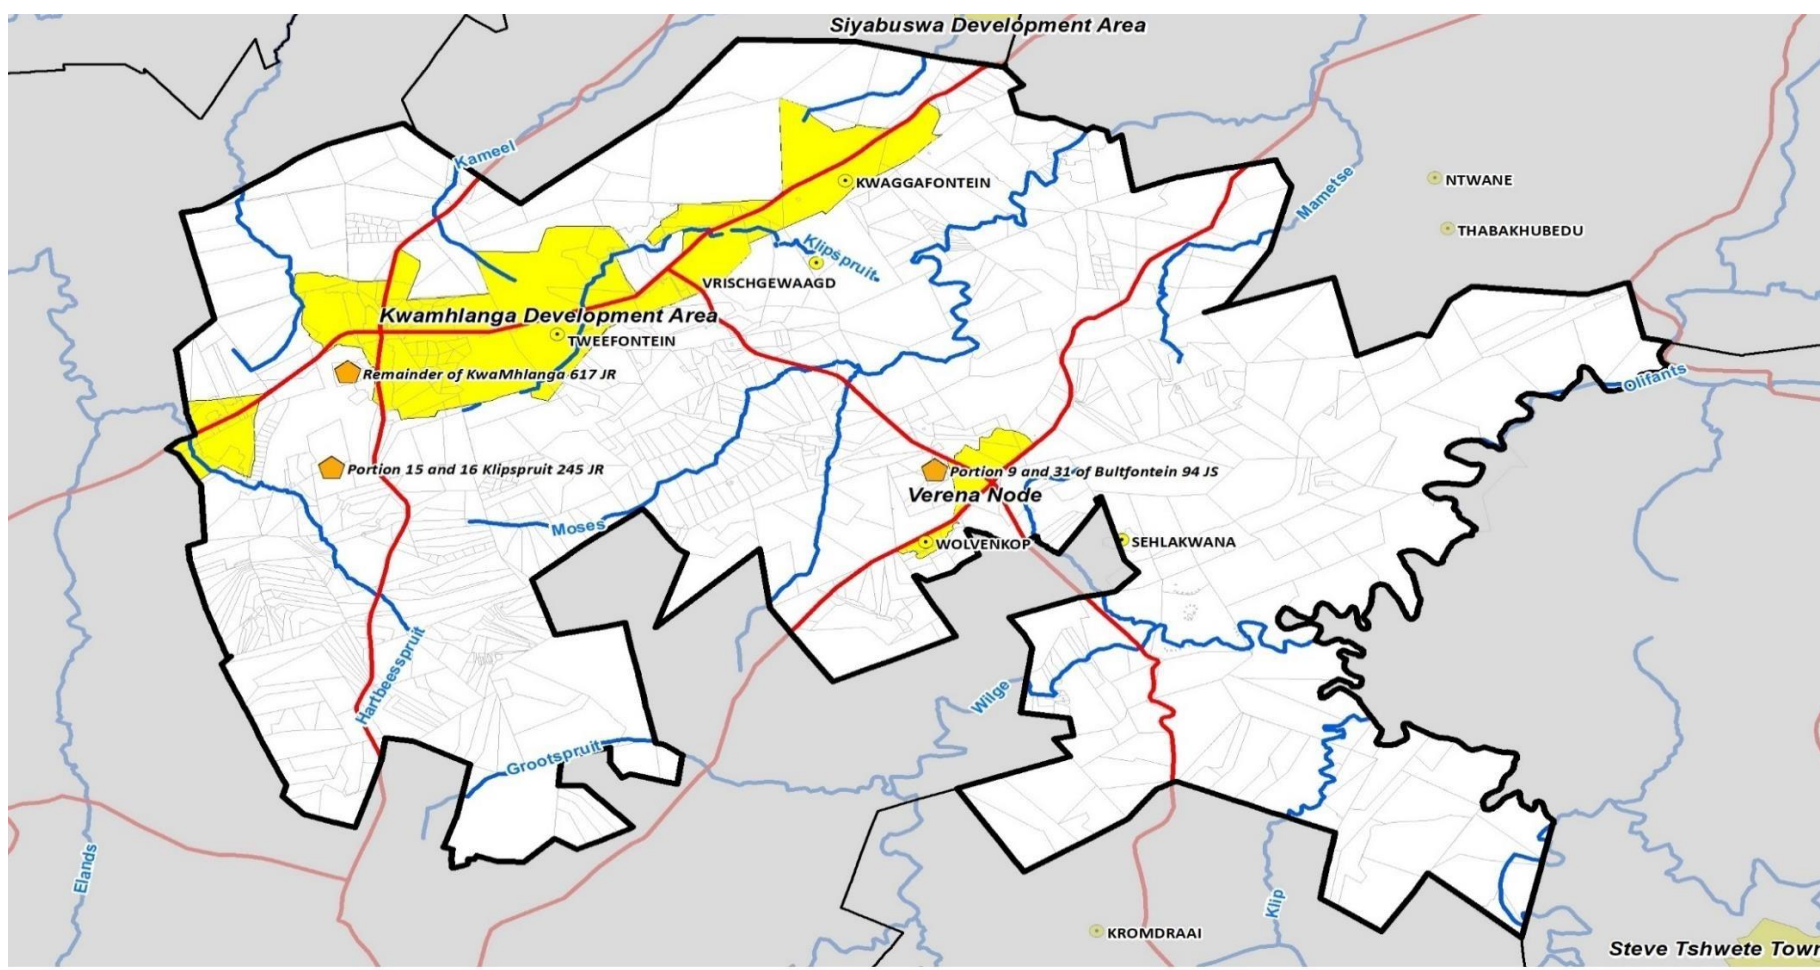 Siyabuswa Development Area
Kameel
KWAGGAFONTEIN
NTWANE
Mametse
THABAKHUBEDU
Klipspruit
VRISCHGEWAAGD
Kwamhlanga Development Area
TWEEFONTEIN
Remainder of KwaMhlanga 617 JR
Olifants
Portion 15 and 16 Klipspruit 245 JR
Portion 9 and 31 of Bultfontein 94 JS
Verena Node
Moses
WOLVENKOP
SEHLAKWANA
Hartbeesspruit
Wilge
Grootspruit
Elands
Klip
KROMDRAAI
Steve Tshwete Town